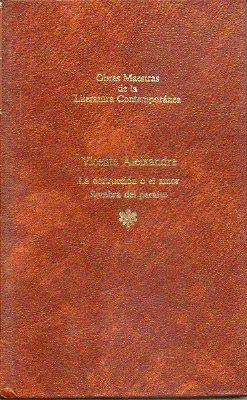 Obras Maestras
de la
Literatura Contemporánea
Vicente Aleixandre
La destrucción o el amor
Sombra del paraíso